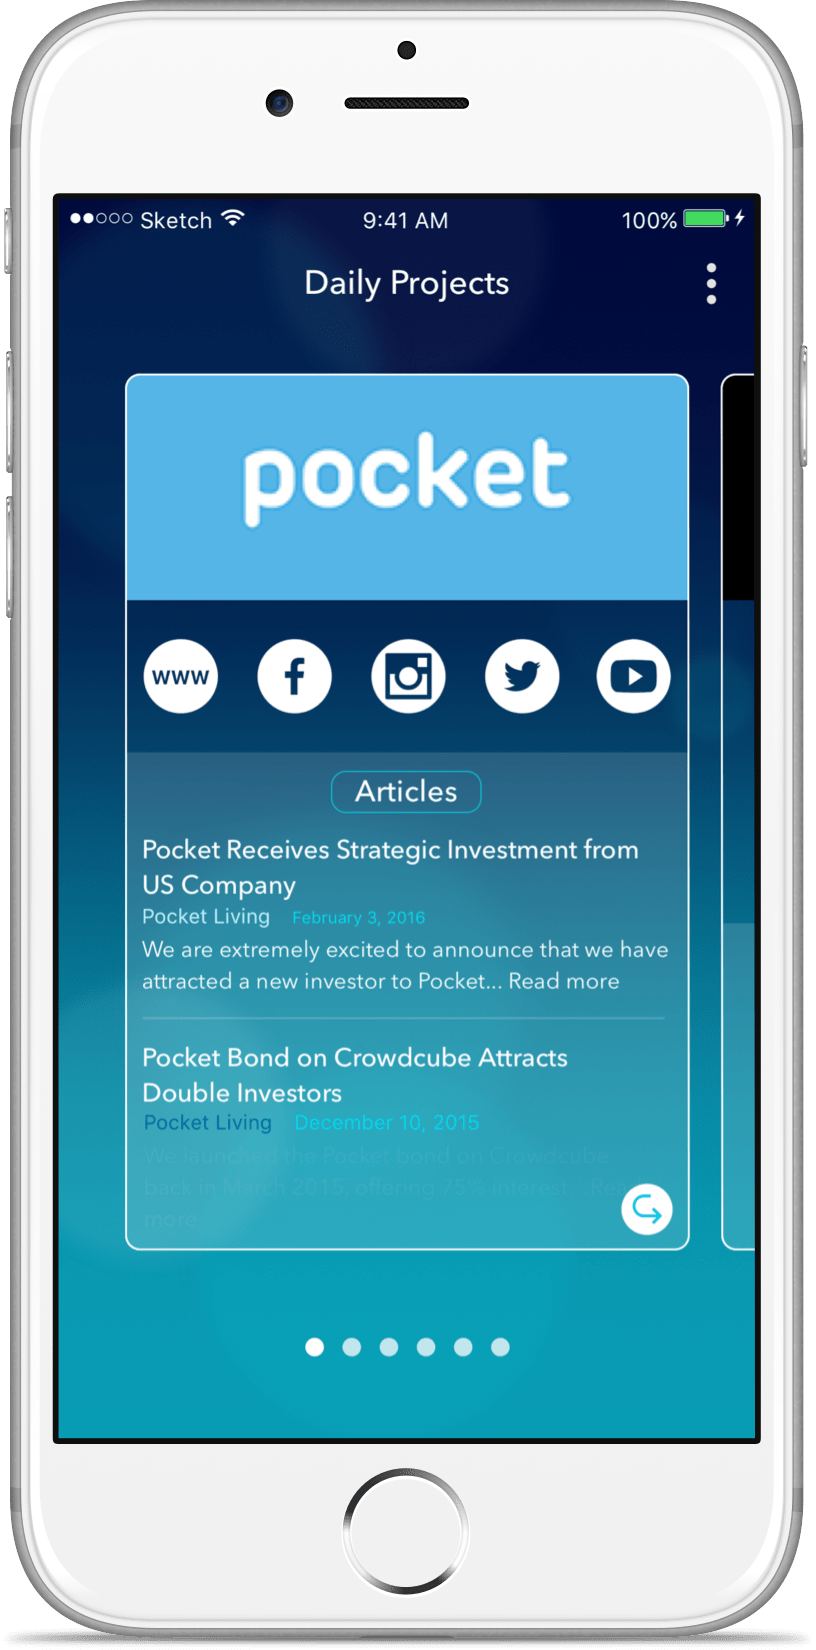 Sketch 9:41 AM 100%
Daily Projects
pocket
www
Articles
Pocket Receives Strategic Investment from
US Company
Pocket Living February 3, 2016
We are extremely excited to announce that we have
attracted a new investor to Pocket... Read more
Pocket Bond on Crowdcube Attracts
Double Investors
Pocket Living December 10, 2015
We launched the Pocket bond on Crowdcube
back in March 2015, offering 75% interest
more